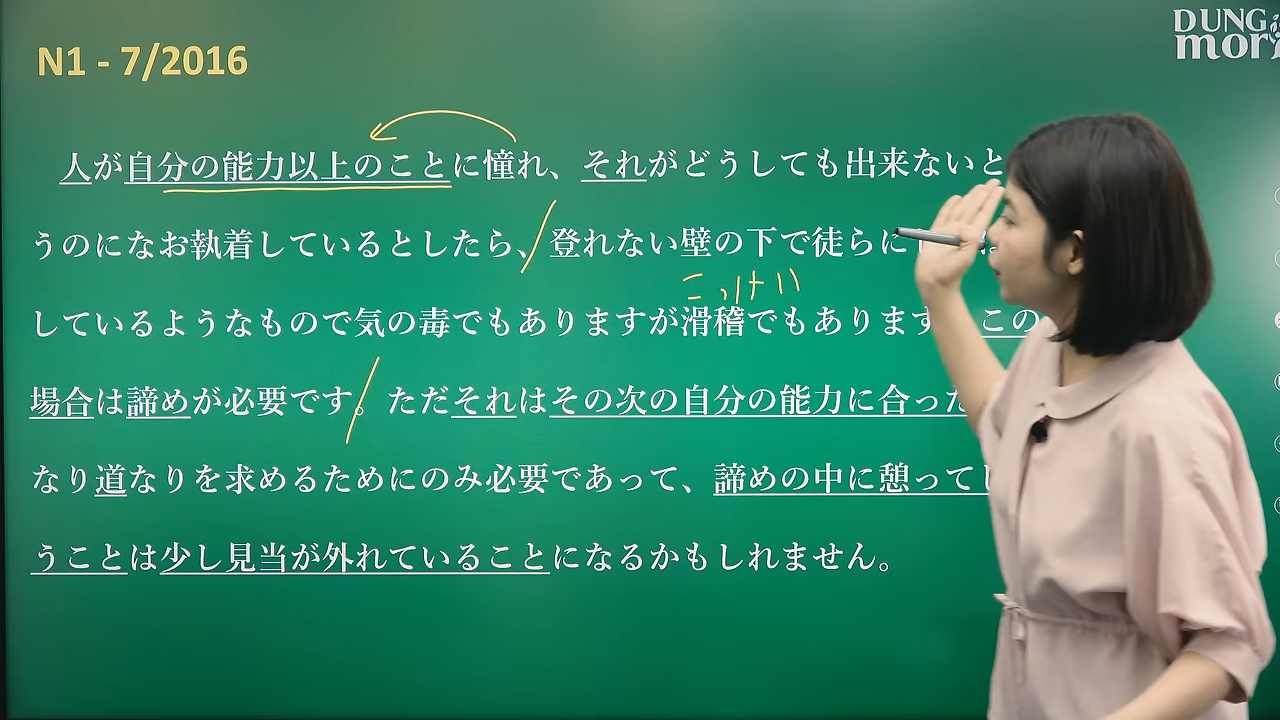 N1 - 7/2016
DUNG
mor
人が自分の能力以上のことに憧れ、それがどうしても出来ないと
うのになお執着しているとしたら、登れない壁の下で徒らに
こっけい
しているようなもので気の毒でもありますが滑稽でもあります この
場合は諦めが必要です。ただそれはその次の自分の能力に合った
なり道なりを求めるためにのみ必要であって、諦めの中に憩ってし
うことは少し見当が外れていることになるかもしれません。